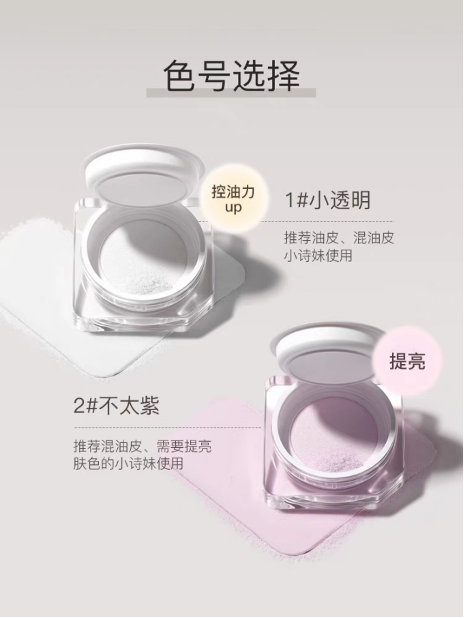 色号选择
控油力
up
1#小透明
推荐油皮、混油皮
小诗妹使用
提亮
2#不太紫
推荐混油皮、需要提亮
肤色的小诗妹使用